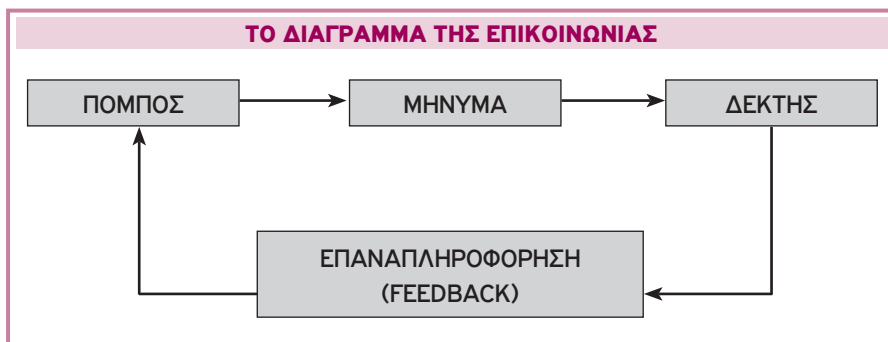 ΤΟ ΔΙΑΓΡΑΜΜΑ ΤΗΣ ΕΠΙΚΟΙΝΩΝΙΑΣ
ΠΟΜΠΟΣ
ΜΗΝΥΜΑ
ΔΕΚΤΗΣ
ΕΠΑΝΑΠΛΗΡΟΦΟΡΗΣΗ
(FEEDBACK)